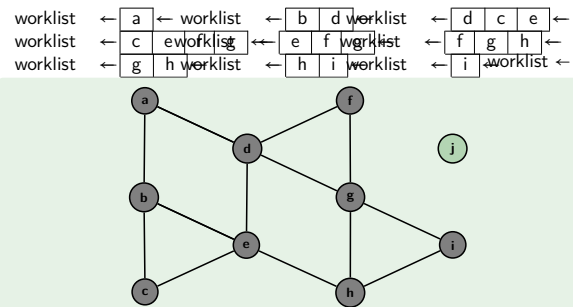 worklist ← a ← worklist ← b d ← worklist ← d c e ←
worklist ← c e f g ← worklist ← e f g ← worklist ← f g h ←
worklist ← g h ← worklist ← h i ← worklist ← i ← worklist ←
a
f
d
j
b
g
e
i
c
h